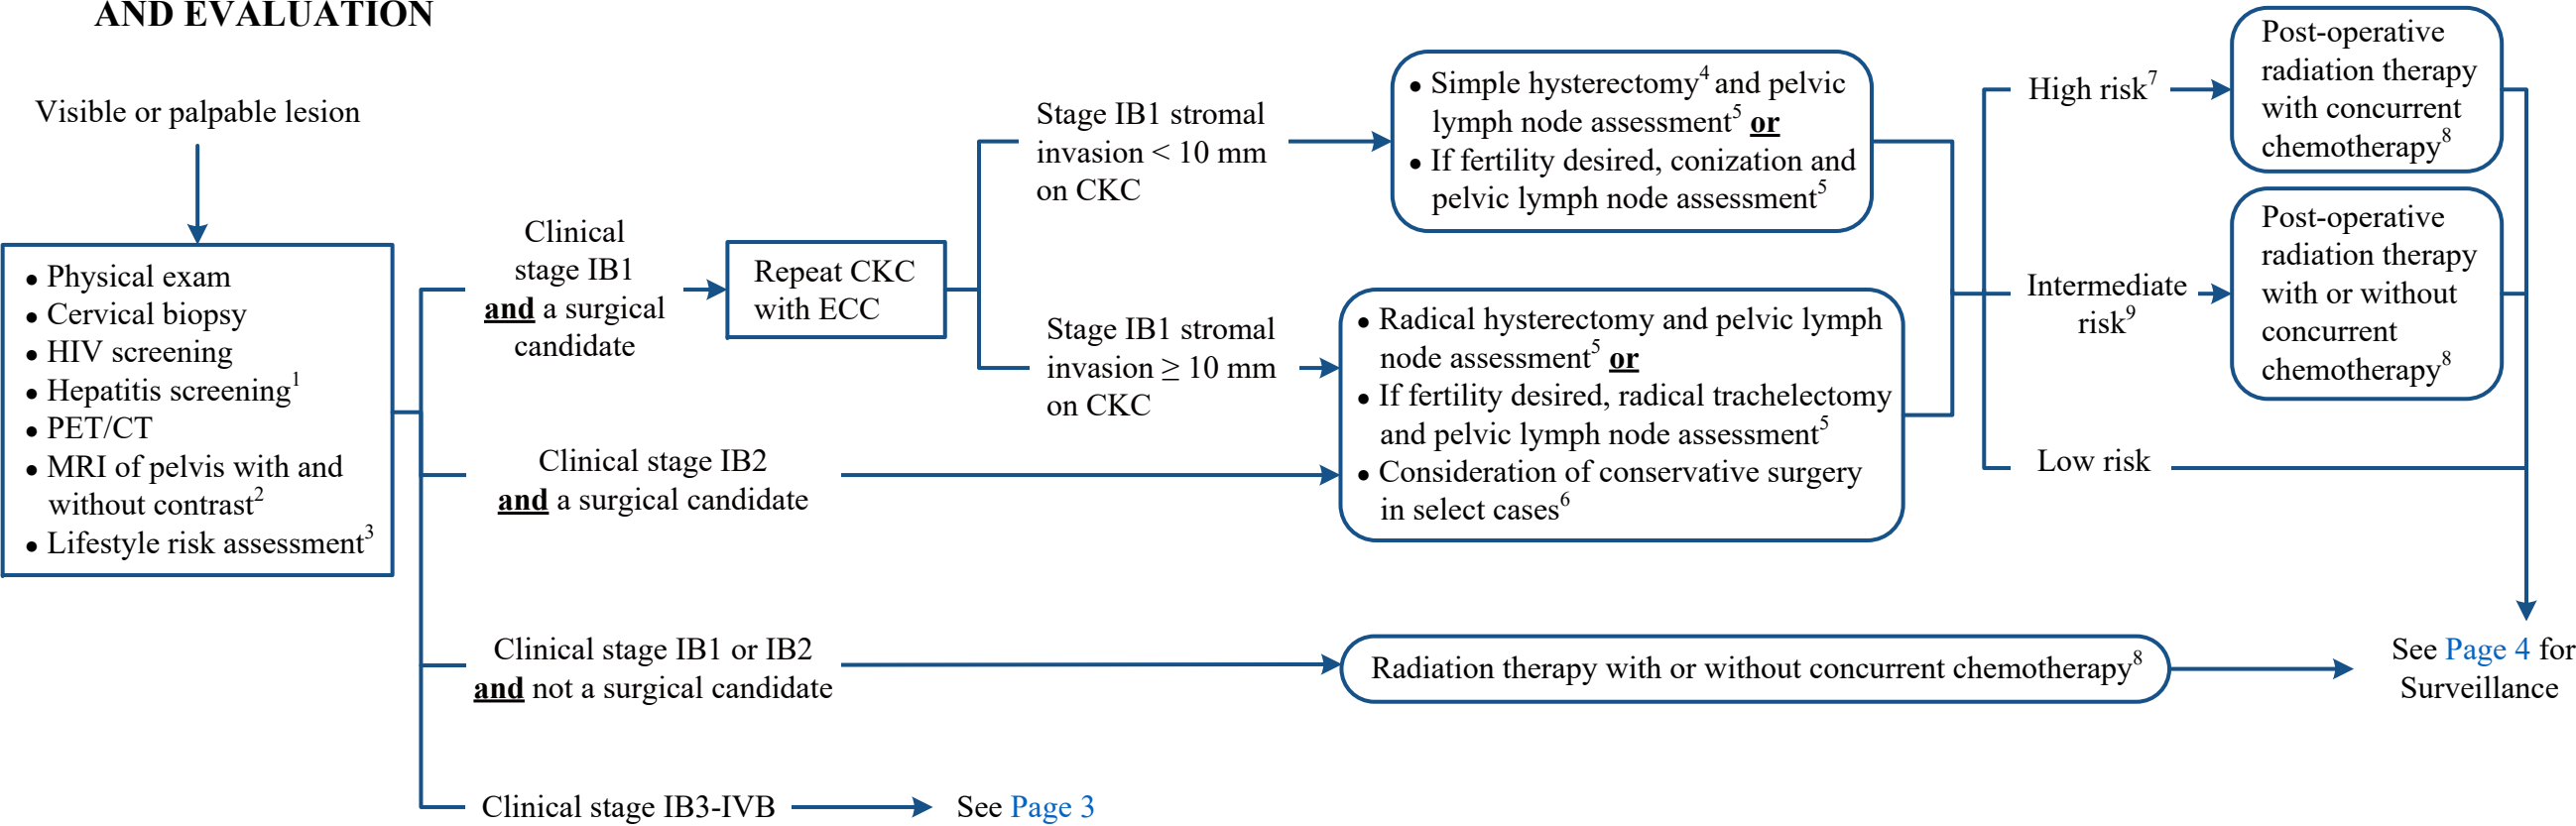 AND EVALUATION
Visible or palpable lesion
• Physical exam
• Cervical biopsy
• HIV screening
• Hepatitis screening1
• PET/CT
• MRI of pelvis with and
without contrast2
• Lifestyle risk assessment3
Clinical
stage IB1
and a surgical
candidate
Repeat CKC
with ECC
Stage IB1 stromal
invasion < 10 mm
on CKC
Stage IB1 stromal
invasion ≥ 10 mm
on CKC
• Simple hysterectomy4 and pelvic
lymph node assessment5 or
• If fertility desired, conization and
pelvic lymph node assessment5
• Radical hysterectomy and pelvic lymph
node assessment5 or
• If fertility desired, radical trachelectomy
and pelvic lymph node assessment5
• Consideration of conservative surgery
in select cases6
High risk7
Post-operative
radiation therapy
with concurrent
chemotherapy8
Intermediate
risk9
Post-operative
radiation therapy
with or without
concurrent
chemotherapy8
Low risk
Clinical stage IB2
and a surgical candidate
Clinical stage IB1 or IB2
and not a surgical candidate
Radiation therapy with or without concurrent chemotherapy8
See Page 4 for
Surveillance
Clinical stage IB3-IVB
See Page 3